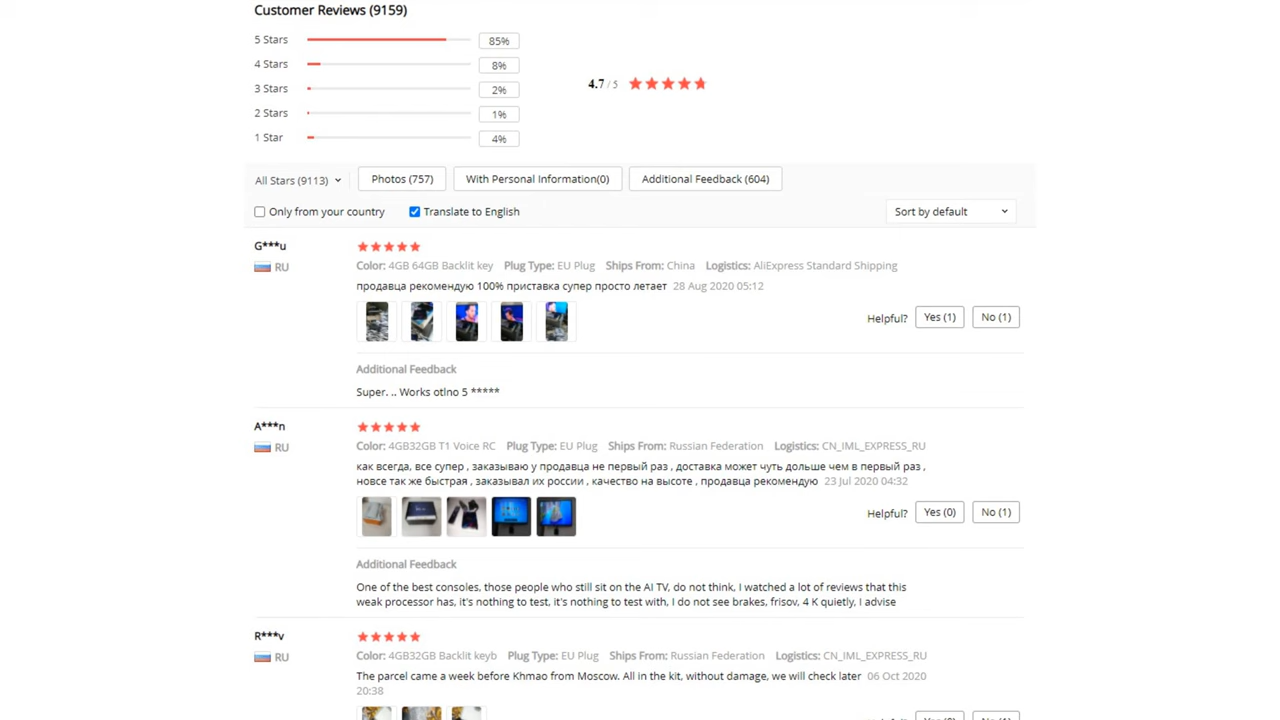 Customer Reviews (9159)
5 Stars 85%
4 Stars 8%
4.7 / 5
3 Stars 2%
2 Stars 1%
1 Star 4%
All Stars (9113) Photos (757) With Personal Information(0) Additional Feedback (604)
Only from your country Translate to English Sort by default
G***u
RU Color: 4GB 64GB Backlit key Plug Type: EU Plug Ships From: China Logistics: AliExpress Standard Shipping
продавца рекомендую 100% приставка супер просто летает 28 Aug 2020 05:12
Helpful? Yes (1) No (1)
Additional Feedback
Super. .. Works otlno 5 *****
A***n
RU Color: 4GB32GB T1 Voice RC Plug Type: EU Plug Ships From: Russian Federation Logistics: CN_IML_EXPRESS_RU
как всегда, все супер , заказываю у продавца не первый раз , доставка может чуть дольше чем в первый раз ,
новсе так же быстрая , заказывал их россии , качество на высоте , продавца рекомендую 23 Jul 2020 04:32
Helpful? Yes (0) No (1)
Additional Feedback
One of the best consoles, those people who still sit on the AI TV, do not think, I watched a lot of reviews that this
weak processor has, it's nothing to test, it's nothing to test with, I do not see brakes, frisov, 4 K quietly, I advise
R***v
RU Color: 4GB32GB Backlit keyb Plug Type: EU Plug Ships From: Russian Federation Logistics: CN_IML_EXPRESS_RU
The parcel came a week before Khmao from Moscow. All in the kit, without damage, we will check later 06 Oct 2020
20:38